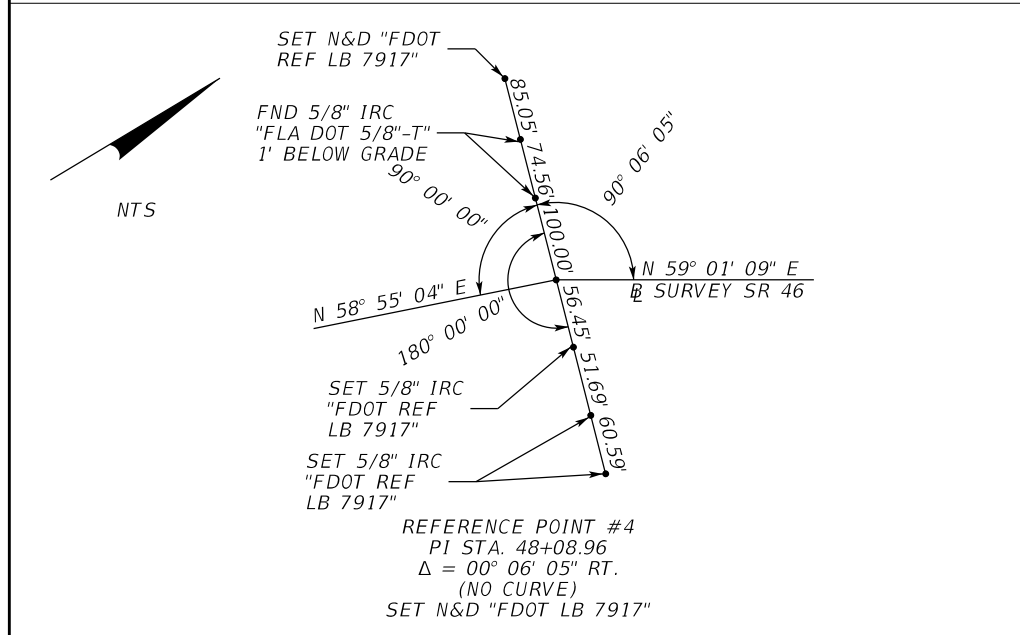 SET N&D "FDOT
REF LB 7917"
FND 5/8" IRC
"FLA DOT 5/8"-T"
1' BELOW GRADE
NTS
85.05'
74.56'
100.00'
90° 00' 00"
90° 06' 05"
N 59° 01' 09" E
℄ SURVEY SR 46
N 58° 55' 04" E
180° 00' 00"
56.45'
51.69'
60.59'
SET 5/8" IRC
"FDOT REF
LB 7917"
SET 5/8" IRC
"FDOT REF
LB 7917"
REFERENCE POINT #4
PI STA. 48+08.96
Δ = 00° 06' 05" RT.
(NO CURVE)
SET N&D "FDOT LB 7917"